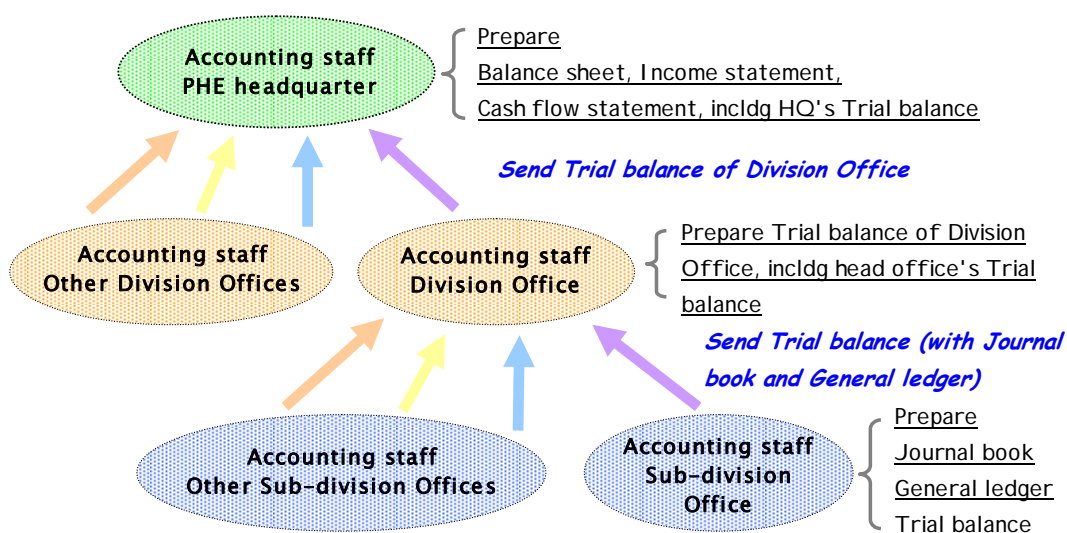 Accounting staff
PHE headquarter
Prepare
Balance sheet, Income statement,
Cash flow statement, incldg HQ's Trial balance
Send Trial balance of Division Office
Accounting staff
Other Division Offices
Accounting staff
Division Office
Prepare Trial balance of Division
Office, incldg head office's Trial
balance
Send Trial balance (with Journal
book and General ledger)
Accounting staff
Other Sub-division Offices
Accounting staff
Sub-division
Office
Prepare
Journal book
General ledger
Trial balance